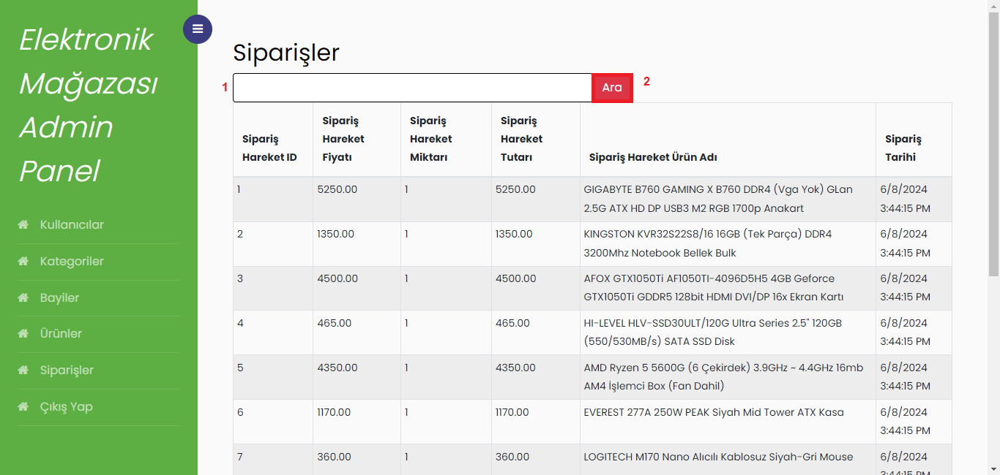 Elektronik
Mağazası
Admin
Panel
Kullanıcılar
Kategoriler
Bayiler
Ürünler
Siparişler
Çıkış Yap
Siparişler
1
Ara
2
Sipariş
Hareket ID
Sipariş
Hareket
Fiyatı
Sipariş
Hareket
Miktarı
Sipariş
Hareket
Tutarı
Sipariş Hareket Ürün Adı
Sipariş
Tarihi
1 5250.00 1 5250.00 GIGABYTE B760 GAMING X B760 DDR4 (Vga Yok) GLan 6/8/2024
2.5G ATX HD DP USB3 M2 RGB 1700p Anakart 3:44:15 PM
2 1350.00 1 1350.00 KINGSTON KVR32S22S8/16 16GB (Tek Parça) DDR4 6/8/2024
3200Mhz Notebook Bellek Bulk 3:44:15 PM
3 4500.00 1 4500.00 AFOX GTX1050Ti AF1050TI-4096D5H5 4GB Geforce 6/8/2024
GTX1050Ti GDDR5 128bit HDMI DVI/DP 16x Ekran Kartı 3:44:15 PM
4 465.00 1 465.00 HI-LEVEL HLV-SSD30ULT/120G Ultra Series 2.5" 120GB 6/8/2024
(550/530MB/s) SATA SSD Disk 3:44:15 PM
5 4350.00 1 4350.00 AMD Ryzen 5 5600G (6 Çekirdek) 3.9GHz ~ 4.4GHz 16mb 6/8/2024
AM4 İşlemci Box (Fan Dahil) 3:44:15 PM
6 1170.00 1 1170.00 EVEREST 277A 250W PEAK Siyah Mid Tower ATX Kasa 6/8/2024
3:44:15 PM
7 360.00 1 360.00 LOGITECH M170 Nano Alıcılı Kablosuz Siyah-Gri Mouse 6/8/2024
3:44:15 PM